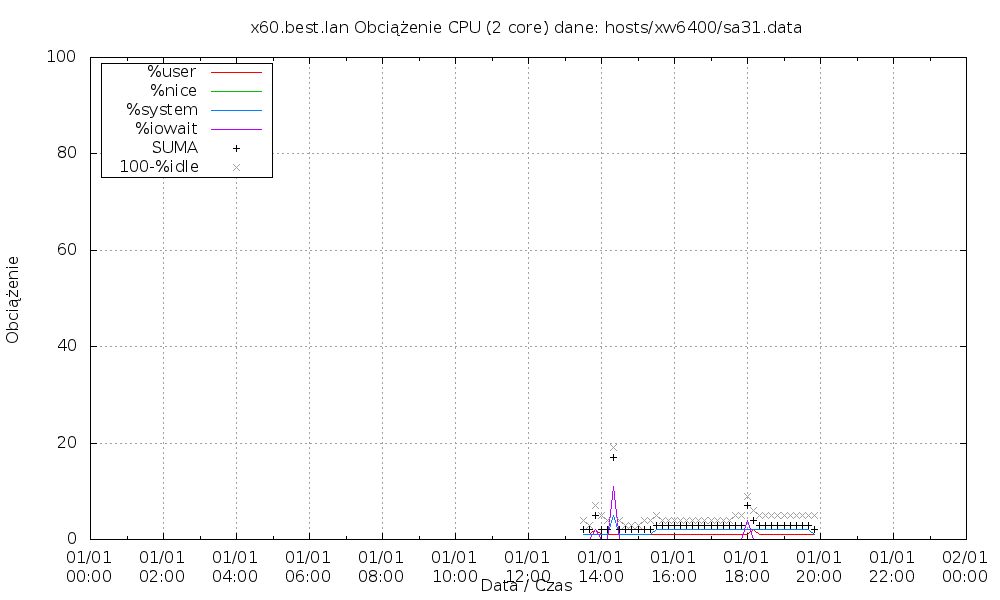 x60.best.lan Obciążenie CPU (2 core) dane: hosts/xw6400/sa31.data
100
80
60
40
20
0
Obciążenie
%user
%nice
%system
%iowait
SUMA
100-%idle
01/01 01/01 01/01 01/01 01/01 01/01 01/01 01/01 01/01 01/01 01/01 01/01 02/01
00:00 02:00 04:00 06:00 08:00 10:00 12:00 14:00 16:00 18:00 20:00 22:00 00:00
Data / Czas